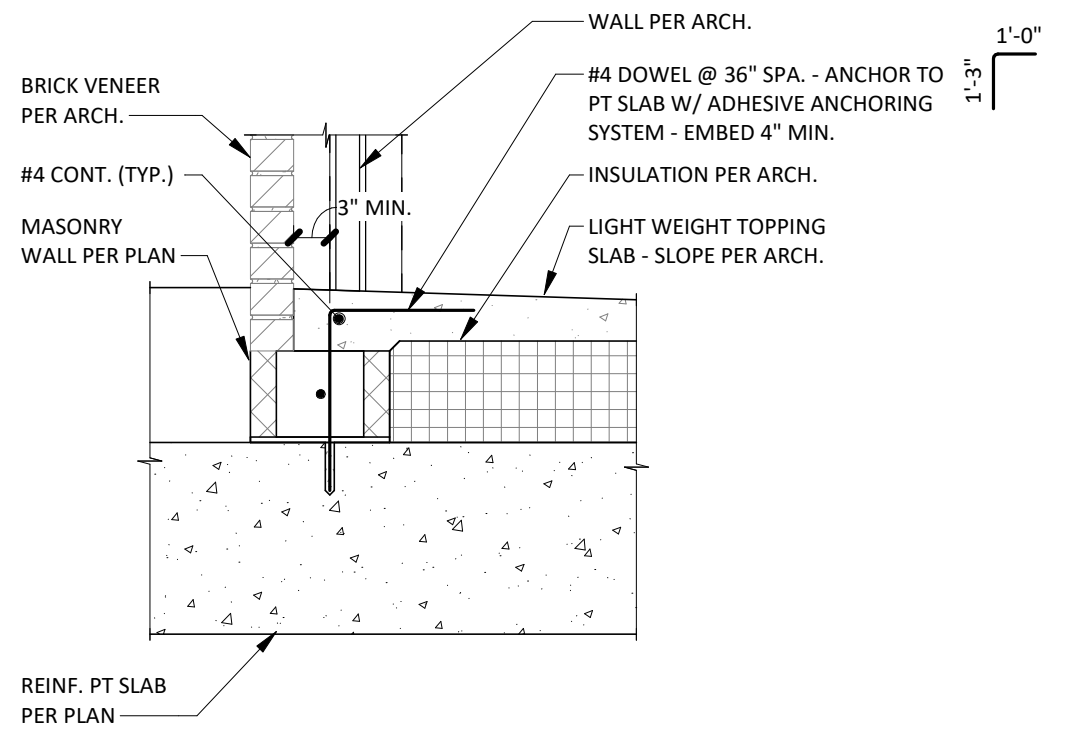 WALL PER ARCH.
1'-0"
1'-3"
#4 DOWEL @ 36" SPA. - ANCHOR TO
PT SLAB W/ ADHESIVE ANCHORING
SYSTEM - EMBED 4" MIN.
BRICK VENEER
PER ARCH.
#4 CONT. (TYP.)
INSULATION PER ARCH.
3" MIN.
MASONRY
WALL PER PLAN
LIGHT WEIGHT TOPPING
SLAB - SLOPE PER ARCH.
REINF. PT SLAB
PER PLAN